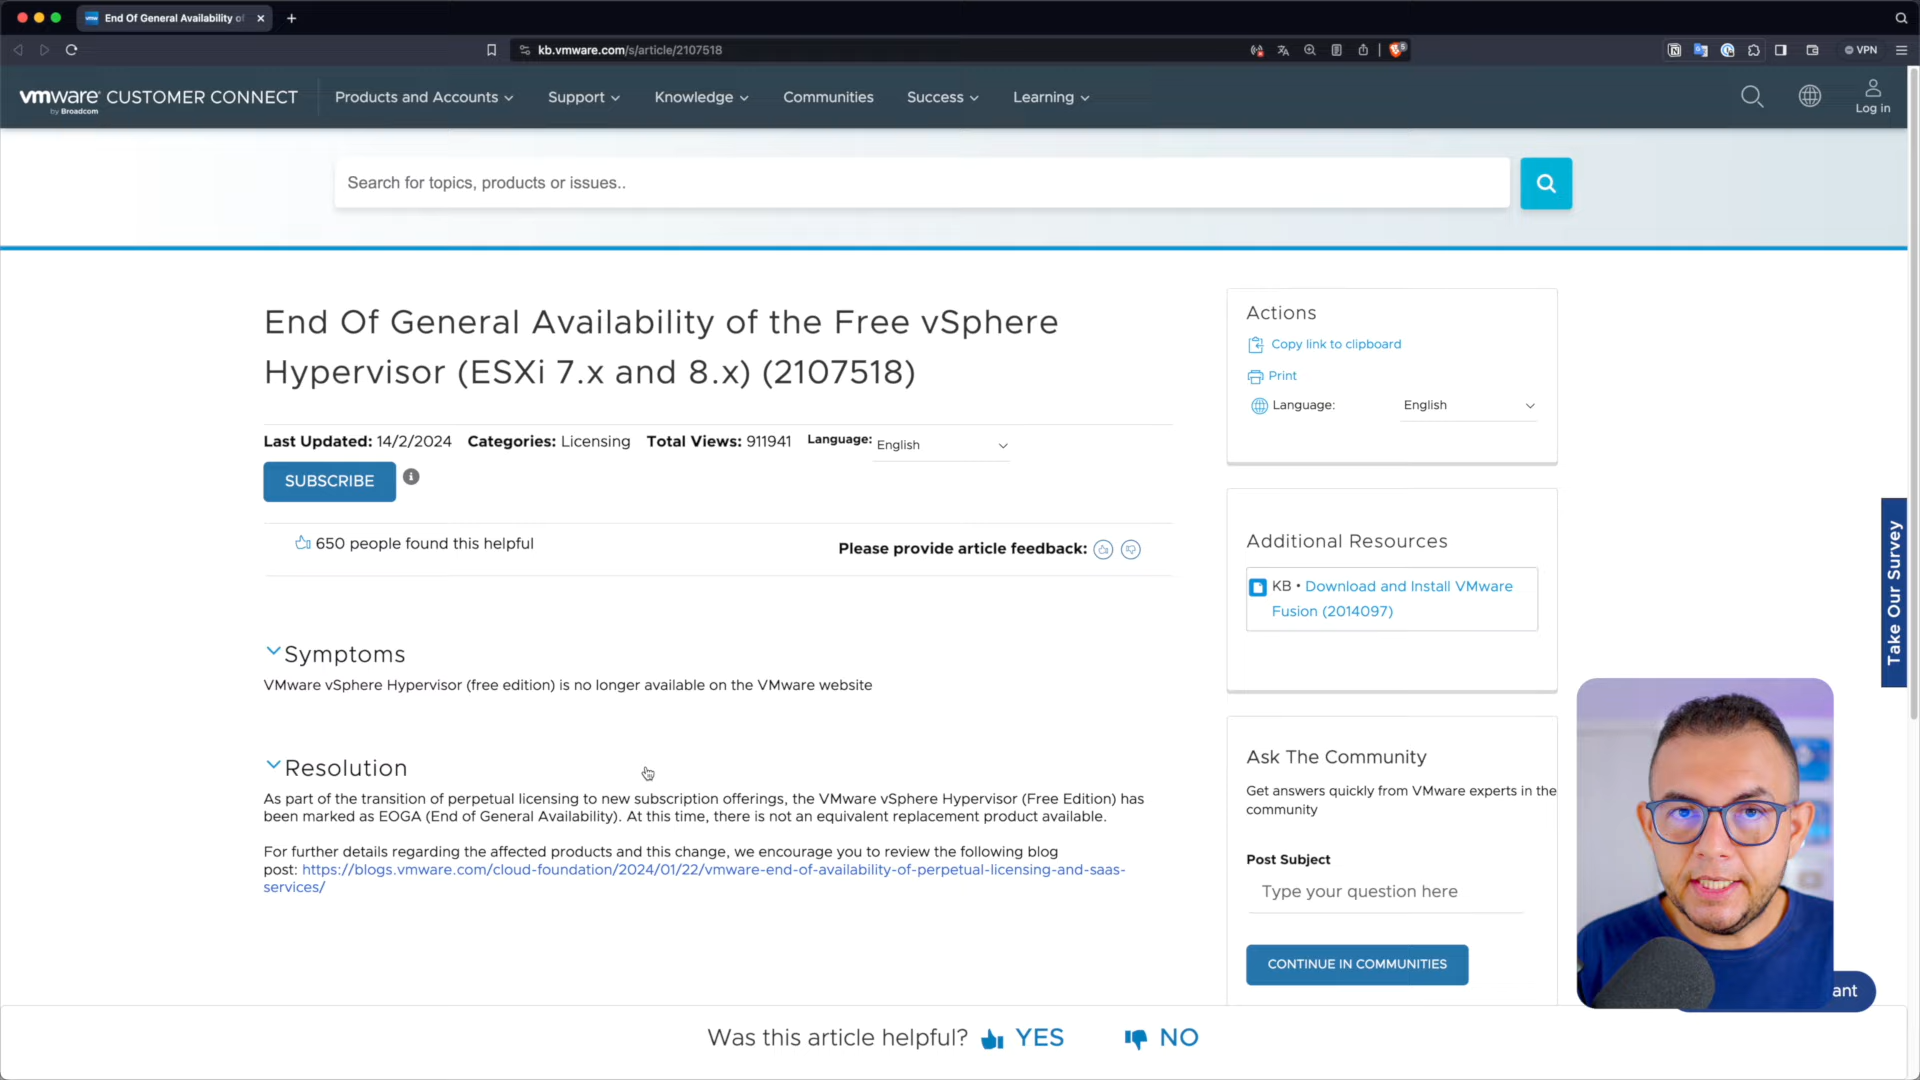 End Of General Availability of
kb.vmware.com/s/article/2107518
5
VPN
vmware CUSTOMER CONNECT
by Broadcom
Products and Accounts
Support
Knowledge
Communities
Success
Learning
Log in
Search for topics, products or issues..
End Of General Availability of the Free vSphere
Hypervisor (ESXi 7.x and 8.x) (2107518)
Last Updated: 14/2/2024 Categories: Licensing Total Views: 911941 Language: English
SUBSCRIBE
650 people found this helpful
Please provide article feedback:
Symptoms
VMware vSphere Hypervisor (free edition) is no longer available on the VMware website
Resolution
As part of the transition of perpetual licensing to new subscription offerings, the VMware vSphere Hypervisor (Free Edition) has
been marked as EOGA (End of General Availability). At this time, there is not an equivalent replacement product available.
For further details regarding the affected products and this change, we encourage you to review the following blog
post: https://blogs.vmware.com/cloud-foundation/2024/01/22/vmware-end-of-availability-of-perpetual-licensing-and-saas-
services/
Actions
Copy link to clipboard
Print
Language: English
Additional Resources
KB • Download and Install VMware
Fusion (2014097)
Ask The Community
Get answers quickly from VMware experts in the
community
Post Subject
Type your question here
CONTINUE IN COMMUNITIES
Take Our Survey
ant
Was this article helpful? YES NO